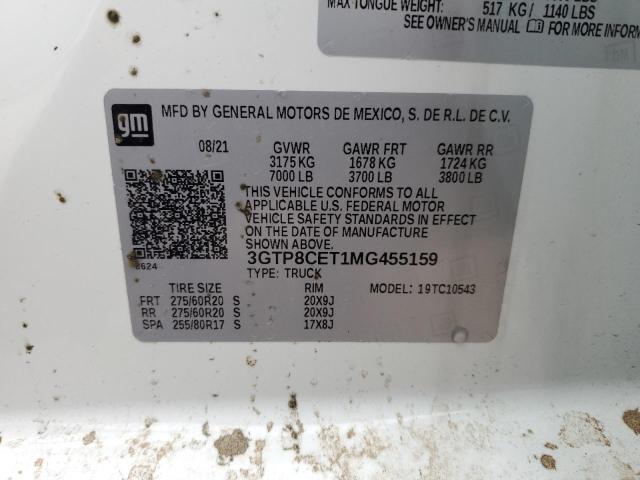 MAX TONGUE WEIGHT: 517 KG/ 1140 LBS
SEE OWNER'S MANUAL FOR MORE INFORM
gm
MFD BY GENERAL MOTORS DE MEXICO, S. DE R.L. DE C.V.
08/21 GVWR GAWR FRT GAWR RR
3175 KG 1678 KG 1724 KG
7000 LB 3700 LB 3800 LB
THIS VEHICLE CONFORMS TO ALL
APPLICABLE U.S. FEDERAL MOTOR
VEHICLE SAFETY STANDARDS IN EFFECT
ON THE DATE OF MANUFACTURE
SHOWN ABOVE.
3GTP8CET1MG455159
TYPE: TRUCK
MODEL: 19TC10543
TIRE SIZE RIM
FRT 275/60R20 S 20X9J
RR 275/60R20 S 20X9J
SPA 255/80R17 S 17X8J